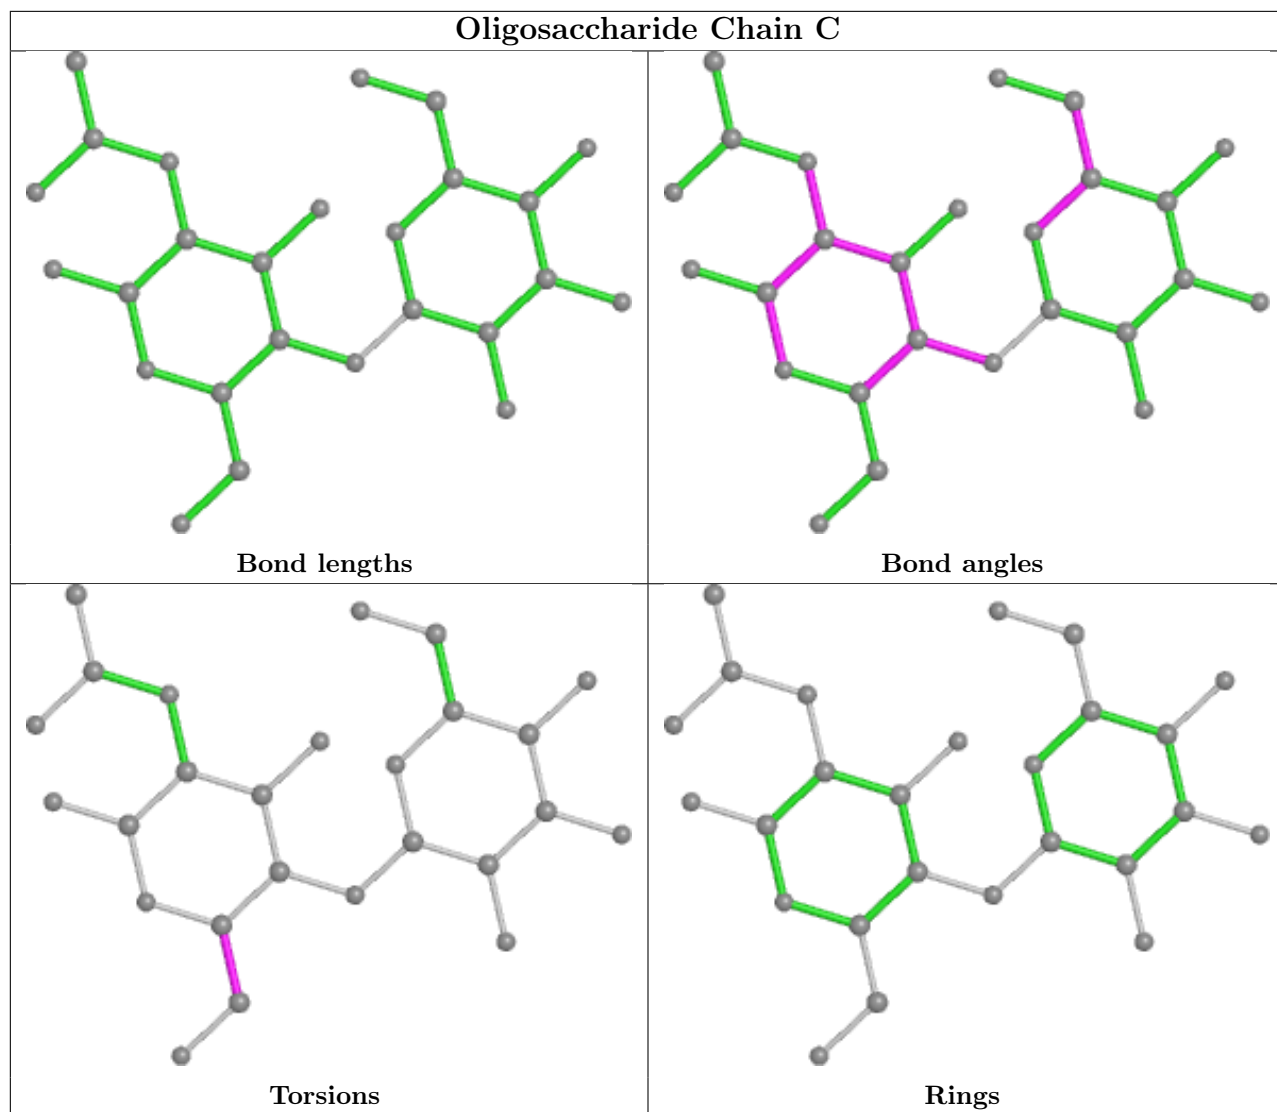 Oligosaccharide Chain C
Bond lengths
Bond angles
Torsions
Rings